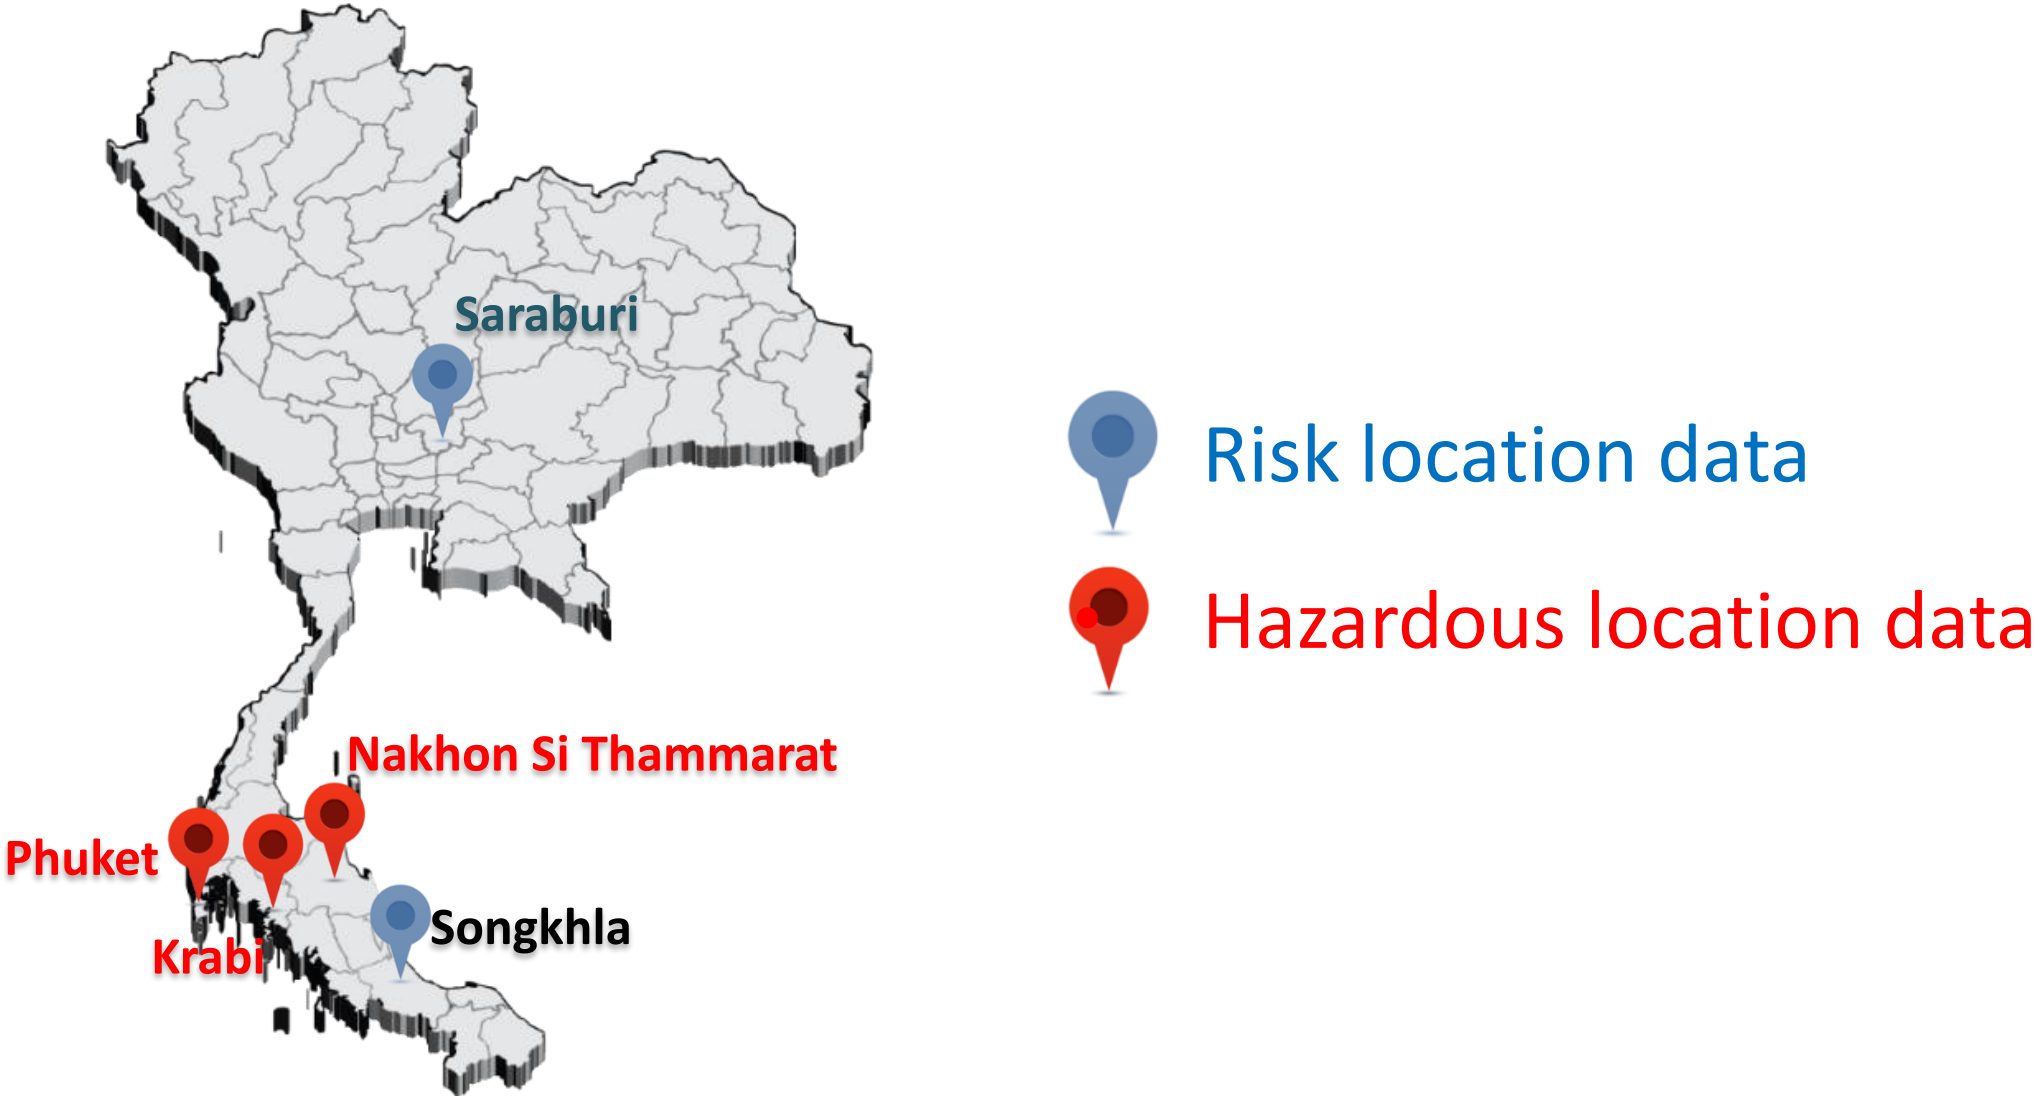 Saraburi
Risk location data
Hazardous location data
Nakhon Si Thammarat
Phuket
Songkhla
Krabi